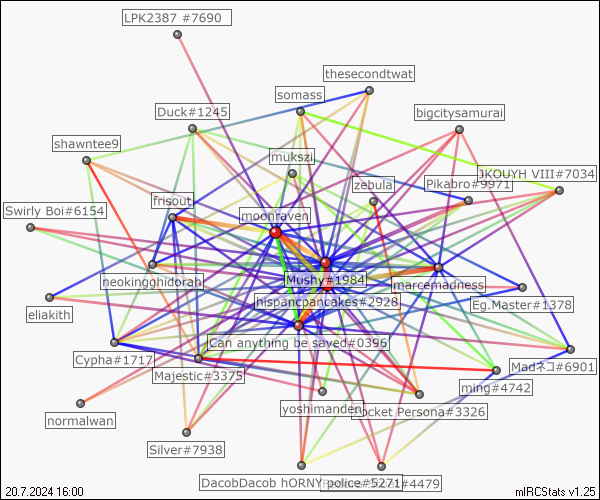 LPK2387 #7690
thesecondtwat
somass
Duck#1245
bigcitysamurai
shawntee9
mukszi
JKOUYH VIII#7034
zebula
Pikabro#9971
frisout
Swirly Boi#6154
moonraven
neokingghidorah
Mushy#1984
marcemadness
hispancpancakes#2928
Eg.Master#1378
eliakith
Can anything be saved#0396
Cypha#1717
Madネコ#6901
Majestic#3375
ming#4742
yoshimanden
Pocket Persona#3326
normalwan
Silver#7938
DacobDacob hORNY police#5271
#4479
20.7.2024 16:00
mIRCStats v1.25